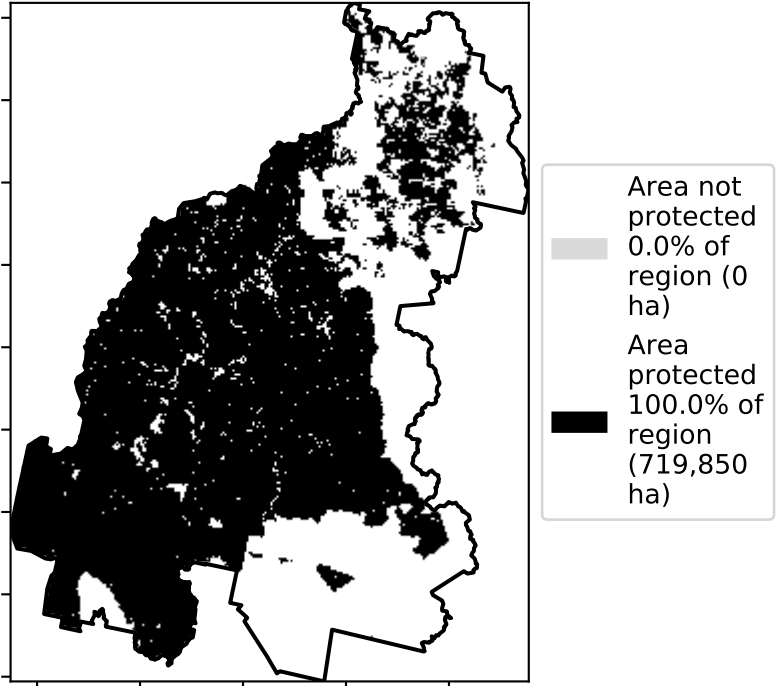 Area not
protected
0.0% of
region (0
ha)
Area
protected
100.0% of
region
(719,850
ha)